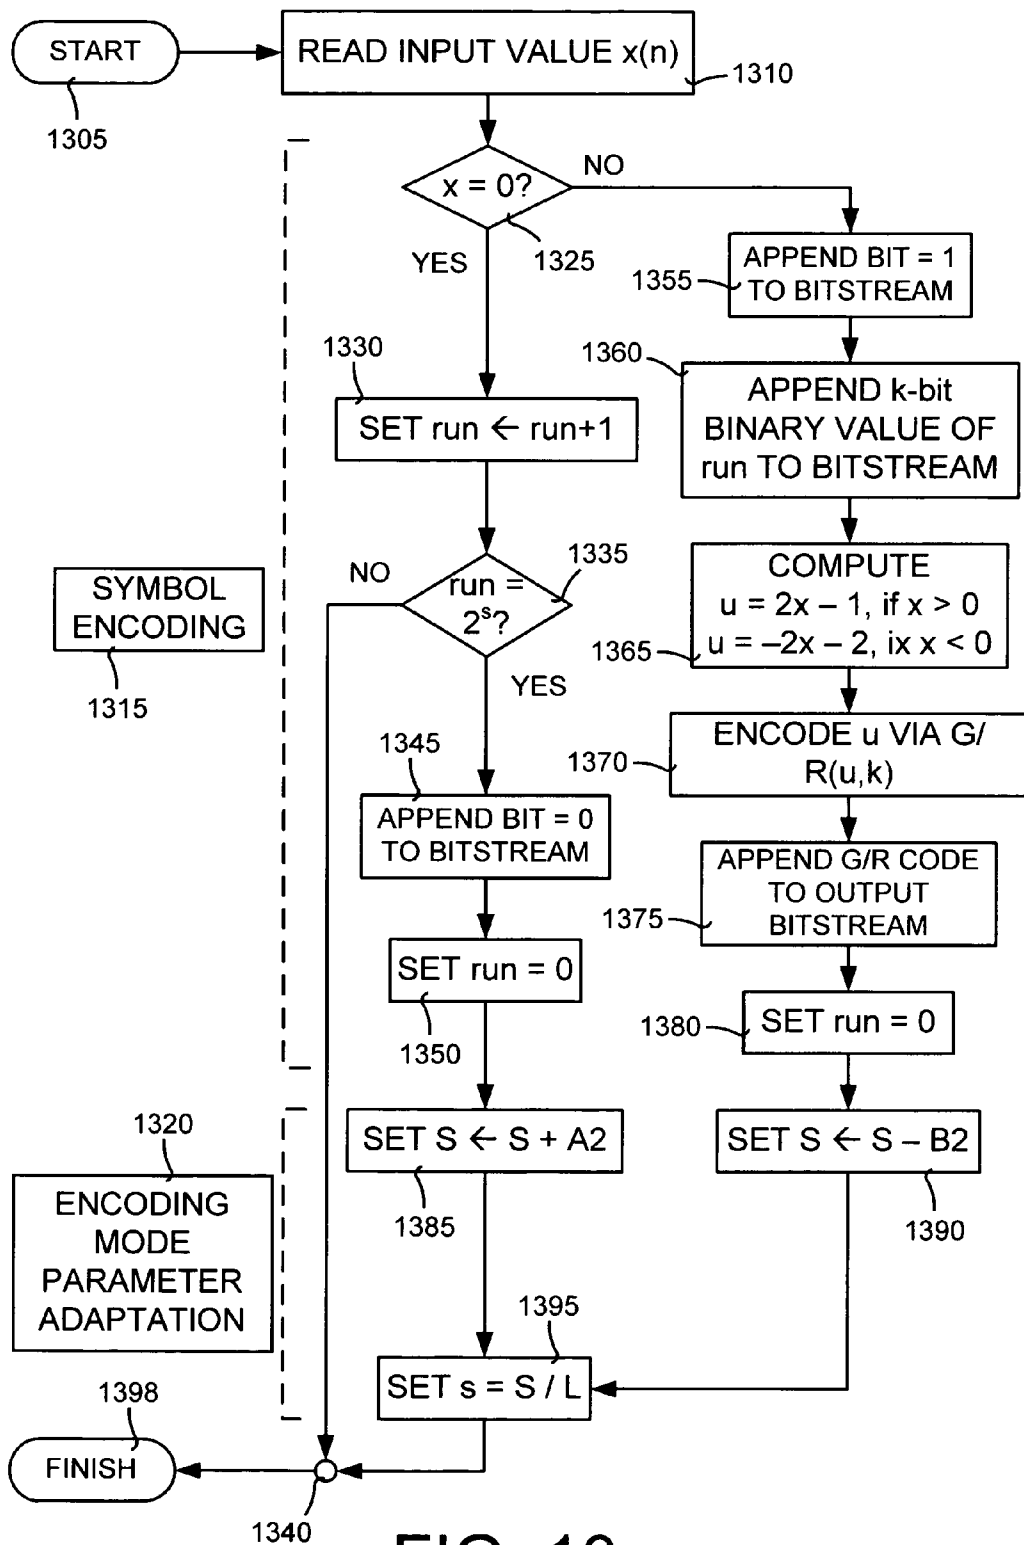 START
READ INPUT VALUE x(n)
1310
1305
x = 0?
NO
1325
YES
APPEND BIT = 1
TO BITSTREAM
1355
1330
SET run ← run+1
1360
APPEND k-bit
BINARY VALUE OF
run TO BITSTREAM
run =
2ˢ?
1335
NO
YES
SYMBOL
ENCODING
1315
COMPUTE
u = 2x – 1, if x > 0
u = –2x – 2, ix x < 0
1365
ENCODE u VIA G/
R(u,k)
1370
1345
APPEND BIT = 0
TO BITSTREAM
APPEND G/R CODE
TO OUTPUT
BITSTREAM
1375
SET run = 0
1350
SET run = 0
1380
1320
ENCODING
MODE
PARAMETER
ADAPTATION
SET S ← S + A2
1385
SET S ← S – B2
1390
1395
SET s = S / L
1398
FINISH
1340